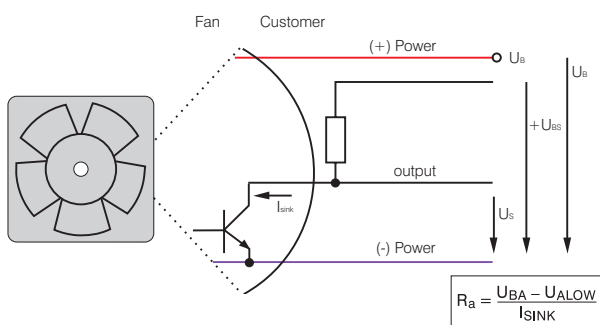 Fan Customer
(+) Power
UB
UB
+UBS
output
Isink
US
(-) Power
Ra = UBA – UALOW
ISINK